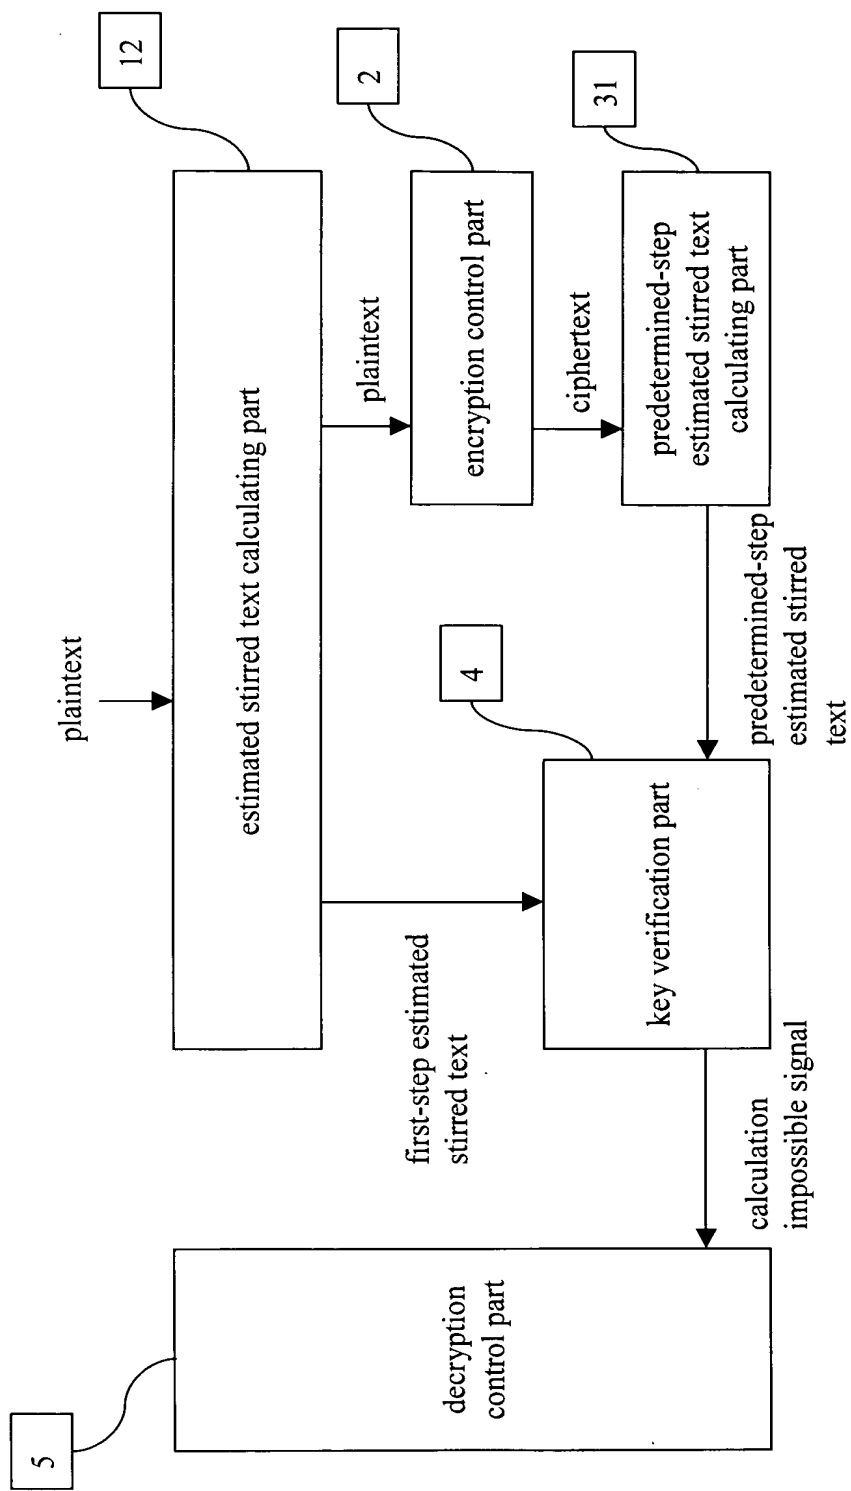 plaintext
12
estimated stirred text calculating part
plaintext
2
encryption control part
ciphertext
31
predetermined-step
estimated stirred text
calculating part
first-step estimated
stirred text
4
key verification part
predetermined-step
estimated stirred
text
calculation
impossible signal
5
decryption
control part